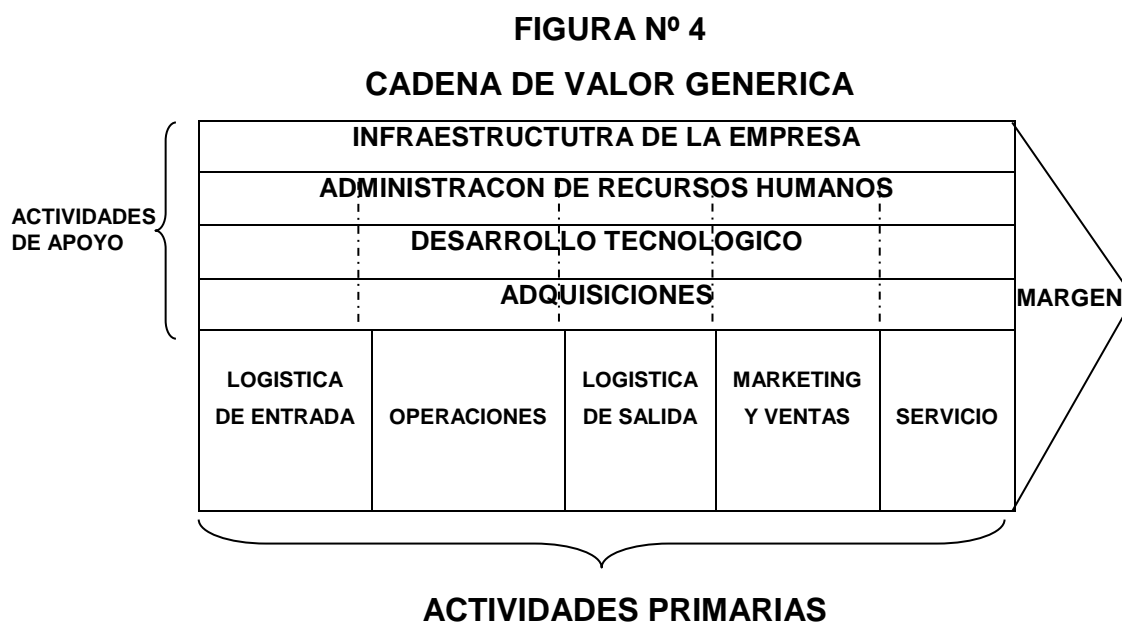 FIGURA Nº 4
CADENA DE VALOR GENERICA
INFRAESTRUCTUTRA DE LA EMPRESA
ADMINISTRACON DE RECURSOS HUMANOS
ACTIVIDADES
DE APOYO
DESARROLLO TECNOLOGICO
ADQUISICIONES
MARGEN
LOGISTICA
DE ENTRADA
OPERACIONES
LOGISTICA
DE SALIDA
MARKETING
Y VENTAS
SERVICIO
ACTIVIDADES PRIMARIAS